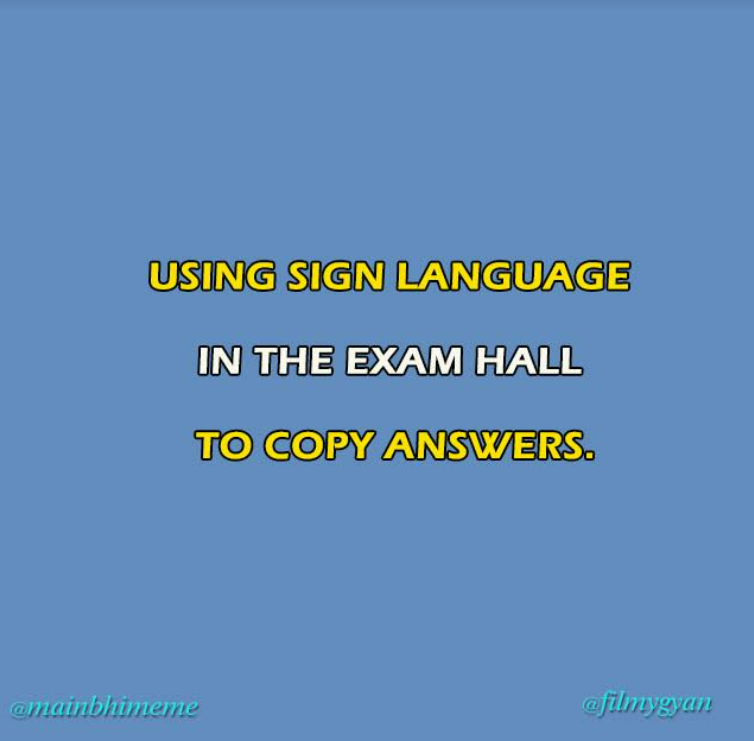 USING SIGN LANGUAGE
IN THE EXAM HALL
TO COPY ANSWERS.
@mainbhimeme @filmygyan